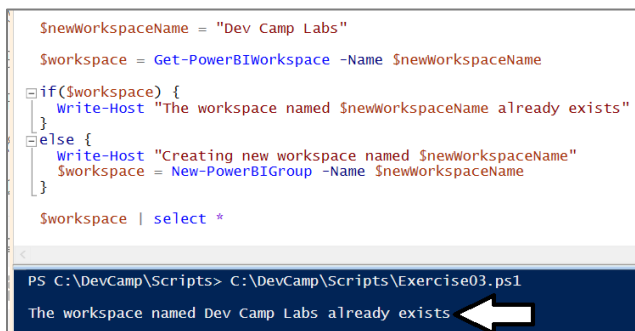 $newWorkspaceName = "Dev Camp Labs"
$workspace = Get-PowerBIWorkspace -Name $newWorkspaceName
if($workspace) {
Write-Host "The workspace named $newWorkspaceName already exists"
}
else {
Write-Host "Creating new workspace named $newWorkspaceName"
$workspace = New-PowerBIGroup -Name $newWorkspaceName
}
$workspace | select *
PS C:\DevCamp\Scripts> C:\DevCamp\Scripts\Exercise03.ps1
The workspace named Dev Camp Labs already exists